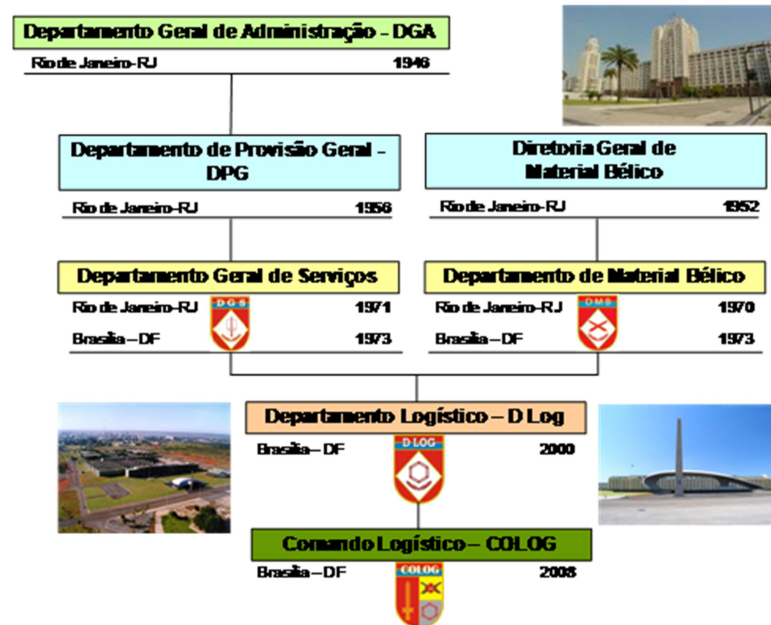 Departamento Geral de Administração - DGA
Rio de Janeiro-RJ 1946
Departamento de Provisão Geral -
DPG
Rio de Janeiro-RJ 1956
Diretoria Geral de
Material Bélico
Rio de Janeiro-RJ 1952
Departamento Geral de Serviços
Rio de Janeiro-RJ 1971
D G S
Brasília – DF 1973
Departamento de Material Bélico
Rio de Janeiro-RJ 1970
D M B
Brasília – DF 1973
Departamento Logístico – D Log
Brasília – DF 2000
D LOG
Comando Logístico – COLOG
Brasília – DF 2008
COLOG